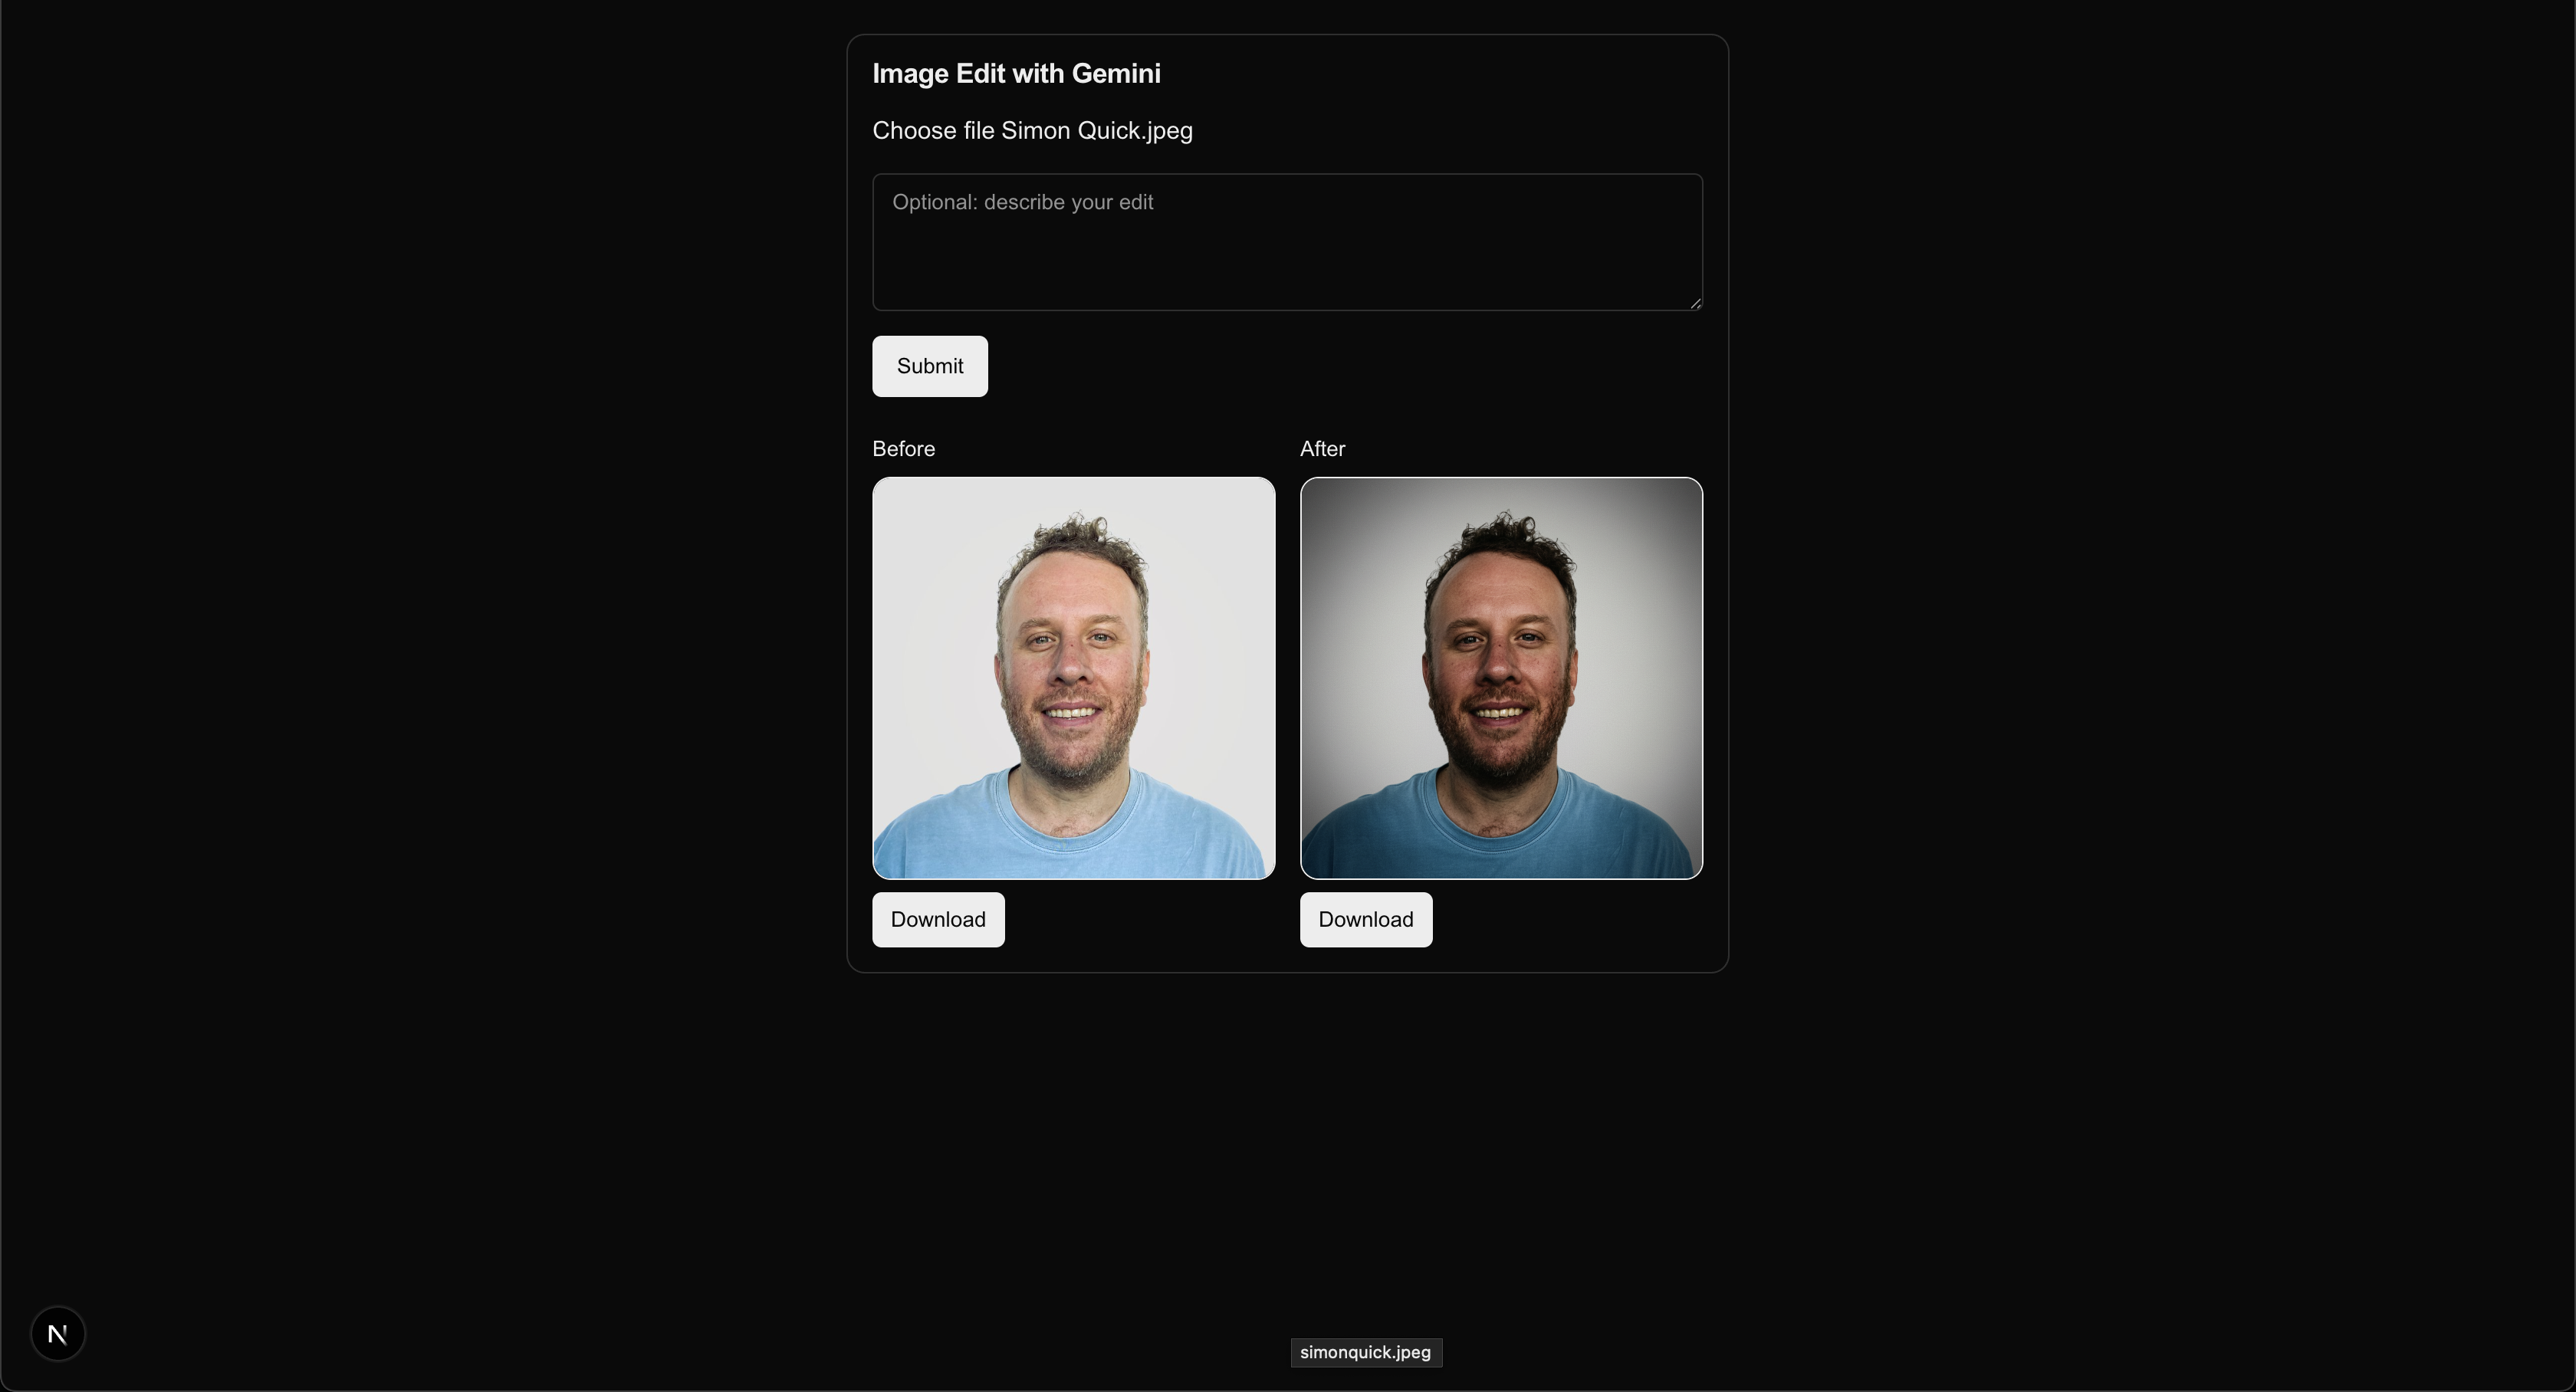 Image Edit with Gemini
Choose file Simon Quick.jpeg
Optional: describe your edit
Submit
Before
After
Download
Download
N
simonquick.jpeg